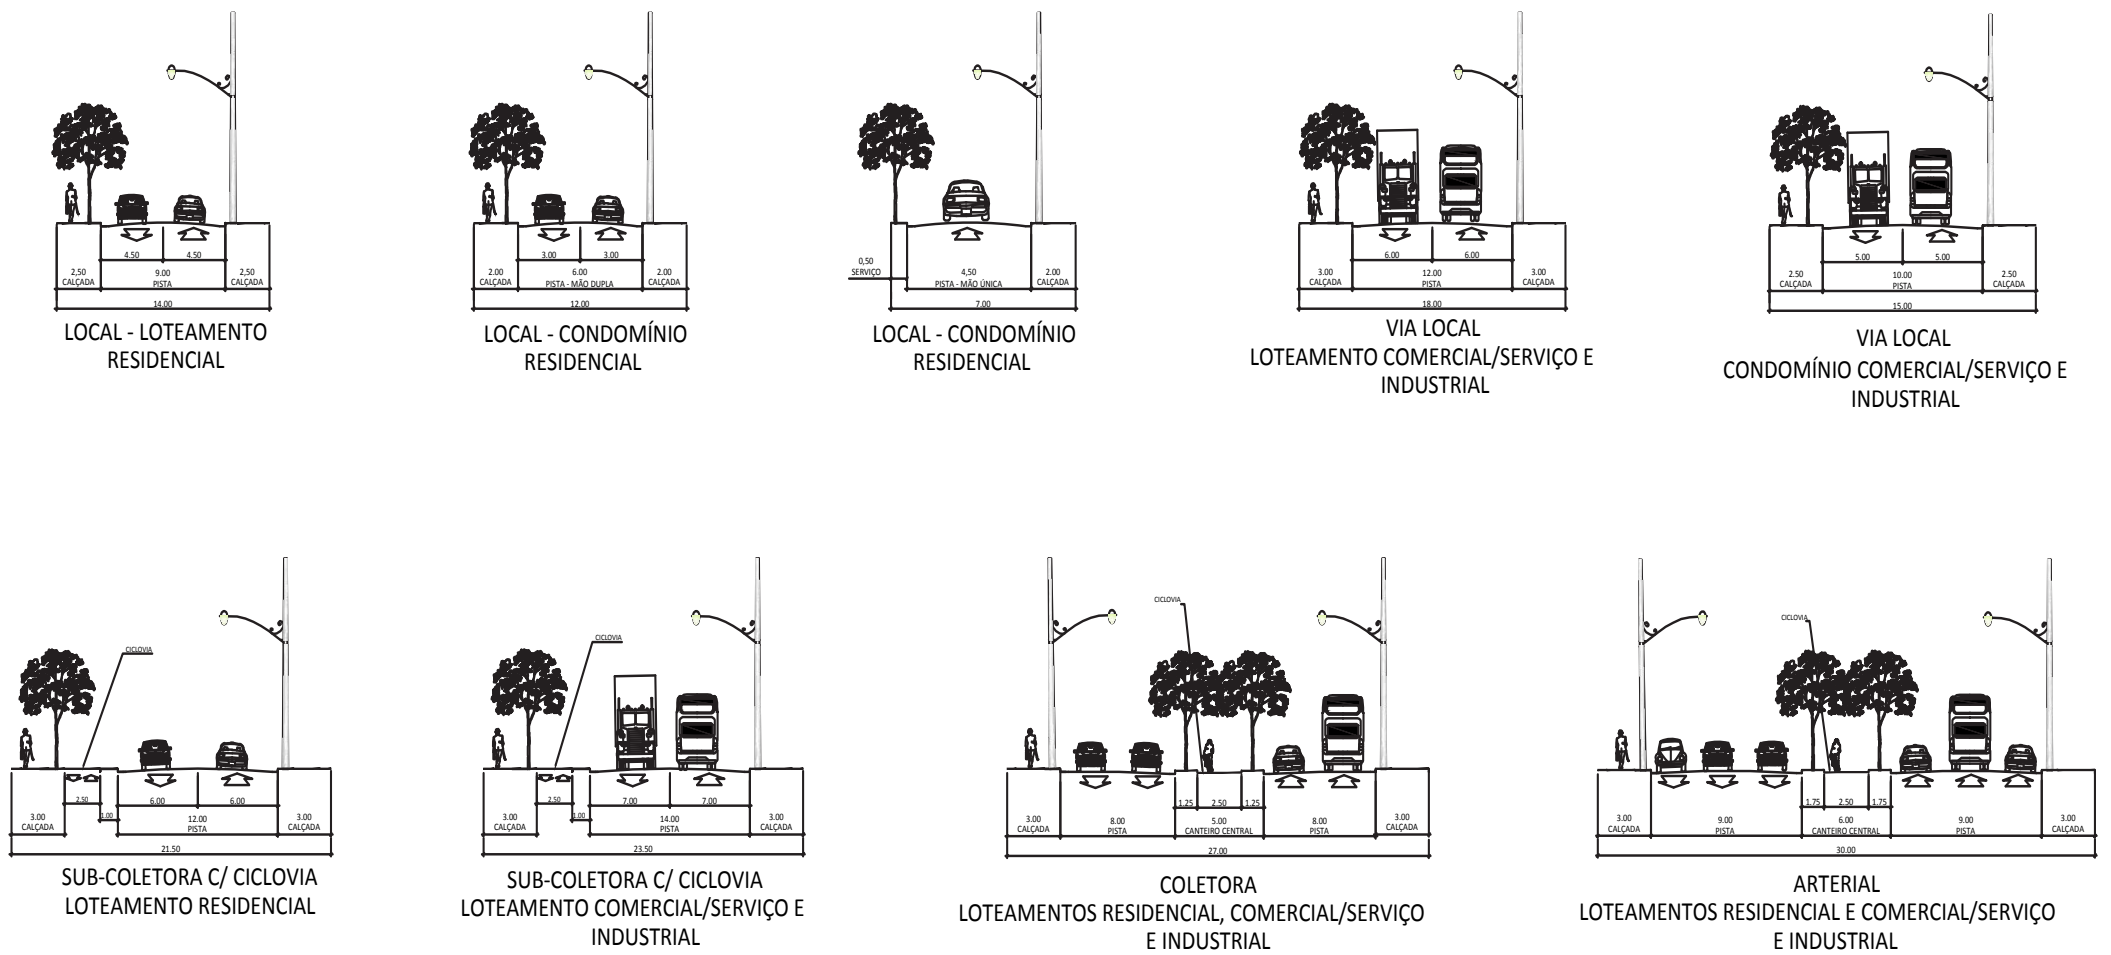 4.50 4.50
2,50 9.00 2,50
CALÇADA PISTA CALÇADA
14.00
LOCAL - LOTEAMENTO
RESIDENCIAL
3.00 3.00
2.00 6.00 2.00
CALÇADA PISTA - MÃO DUPLA CALÇADA
12.00
LOCAL - CONDOMÍNIO
RESIDENCIAL
0,50
SERVIÇO
4,50 2.00
PISTA - MÃO ÚNICA CALÇADA
7.00
LOCAL - CONDOMÍNIO
RESIDENCIAL
6.00 6.00
3.00 12.00 3.00
CALÇADA PISTA CALÇADA
18.00
VIA LOCAL
LOTEAMENTO COMERCIAL/SERVIÇO E
INDUSTRIAL
5.00 5.00
2.50 10.00 2.50
CALÇADA PISTA CALÇADA
15.00
VIA LOCAL
CONDOMÍNIO COMERCIAL/SERVIÇO E
INDUSTRIAL
CICLOVIA
2.50 6.00 6.00
1.00
3.00 12.00 3.00
CALÇADA PISTA CALÇADA
21.50
SUB-COLETORA C/ CICLOVIA
LOTEAMENTO RESIDENCIAL
CICLOVIA
2.50 7.00 7.00
1.00
3.00 14.00 3.00
CALÇADA PISTA CALÇADA
23.50
SUB-COLETORA C/ CICLOVIA
LOTEAMENTO COMERCIAL/SERVIÇO E
INDUSTRIAL
CICLOVIA
1.25 2.50 1.25
3.00 8.00 5.00 8.00 3.00
CALÇADA PISTA CANTEIRO CENTRAL PISTA CALÇADA
27.00
COLETORA
LOTEAMENTOS RESIDENCIAL, COMERCIAL/SERVIÇO
E INDUSTRIAL
CICLOVIA
1.75 2.50 1.75
3.00 9.00 6.00 9.00 3.00
CALÇADA PISTA CANTEIRO CENTRAL PISTA CALÇADA
30.00
ARTERIAL
LOTEAMENTOS RESIDENCIAL E COMERCIAL/SERVIÇO
E INDUSTRIAL